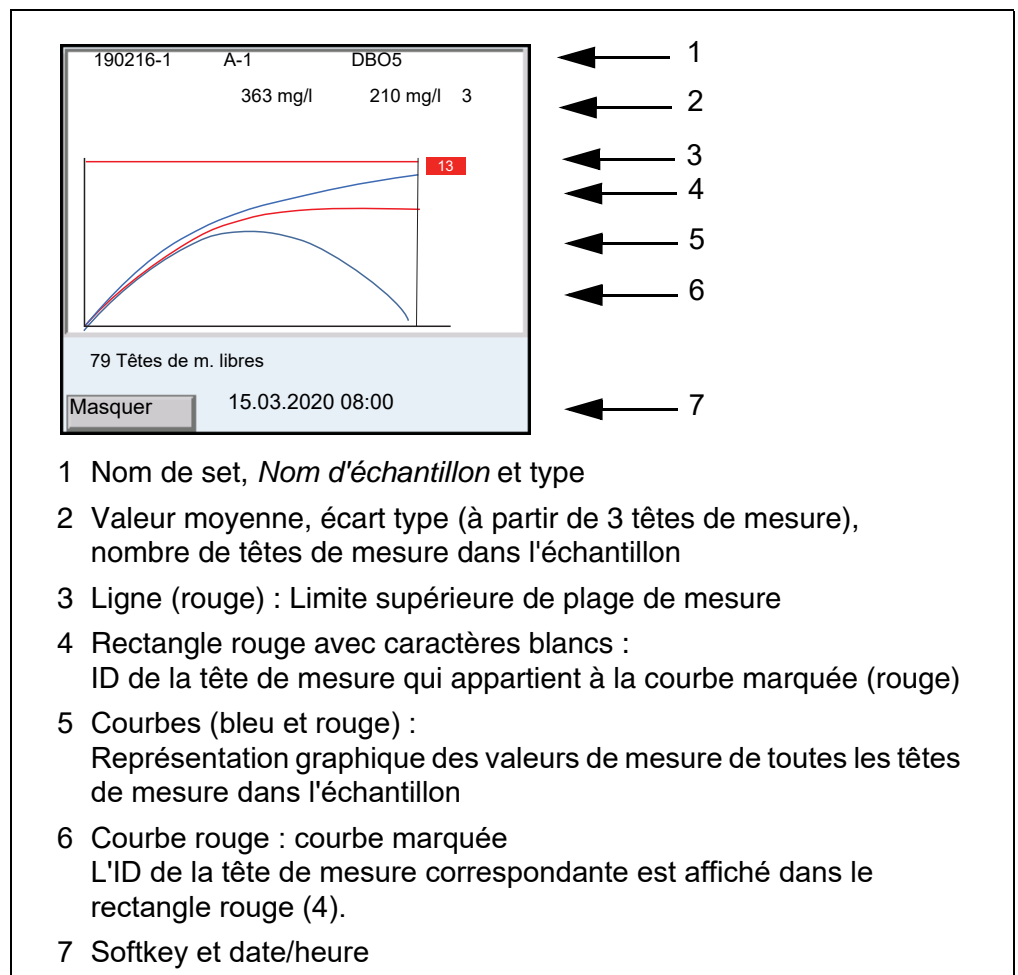 190216-1 A-1 DBO5 1
363 mg/l 210 mg/l 3 2
3
13
4
5
6
79 Têtes de m. libres
Masquer 15.03.2020 08:00 7
1 Nom de set, Nom d'échantillon et type
2 Valeur moyenne, écart type (à partir de 3 têtes de mesure),
nombre de têtes de mesure dans l'échantillon
3 Ligne (rouge) : Limite supérieure de plage de mesure
4 Rectangle rouge avec caractères blancs :
ID de la tête de mesure qui appartient à la courbe marquée (rouge)
5 Courbes (bleu et rouge) :
Représentation graphique des valeurs de mesure de toutes les têtes
de mesure dans l'échantillon
6 Courbe rouge : courbe marquée
L'ID de la tête de mesure correspondante est affiché dans le
rectangle rouge (4).
7 Softkey et date/heure